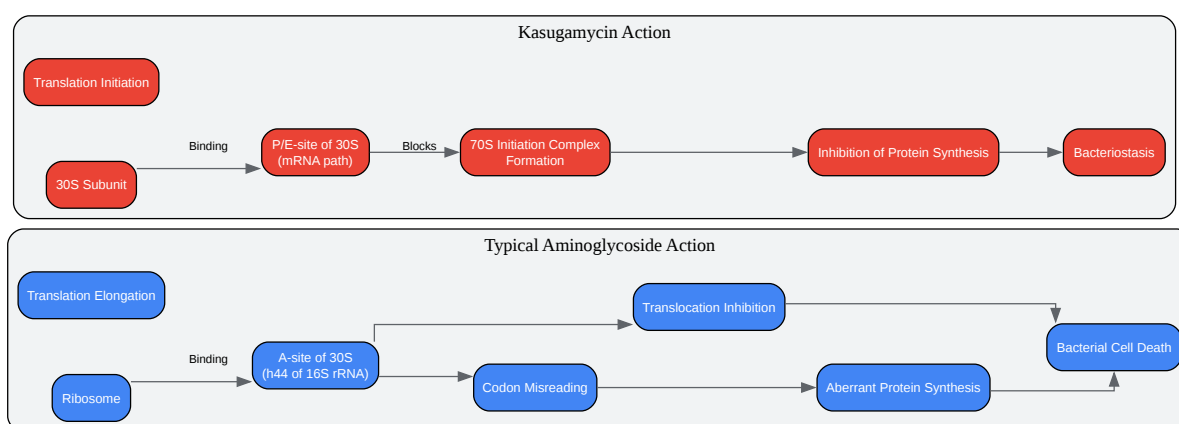 Kasugamycin Action
Translation Initiation
Binding
P/E-site of 30S
(mRNA path)
Blocks
70S Initiation Complex
Formation
Inhibition of Protein Synthesis
Bacteriostasis
30S Subunit
Typical Aminoglycoside Action
Translation Elongation
Translocation Inhibition
Binding
A-site of 30S
(h44 of 16S rRNA)
Bacterial Cell Death
Ribosome
Codon Misreading
Aberrant Protein Synthesis